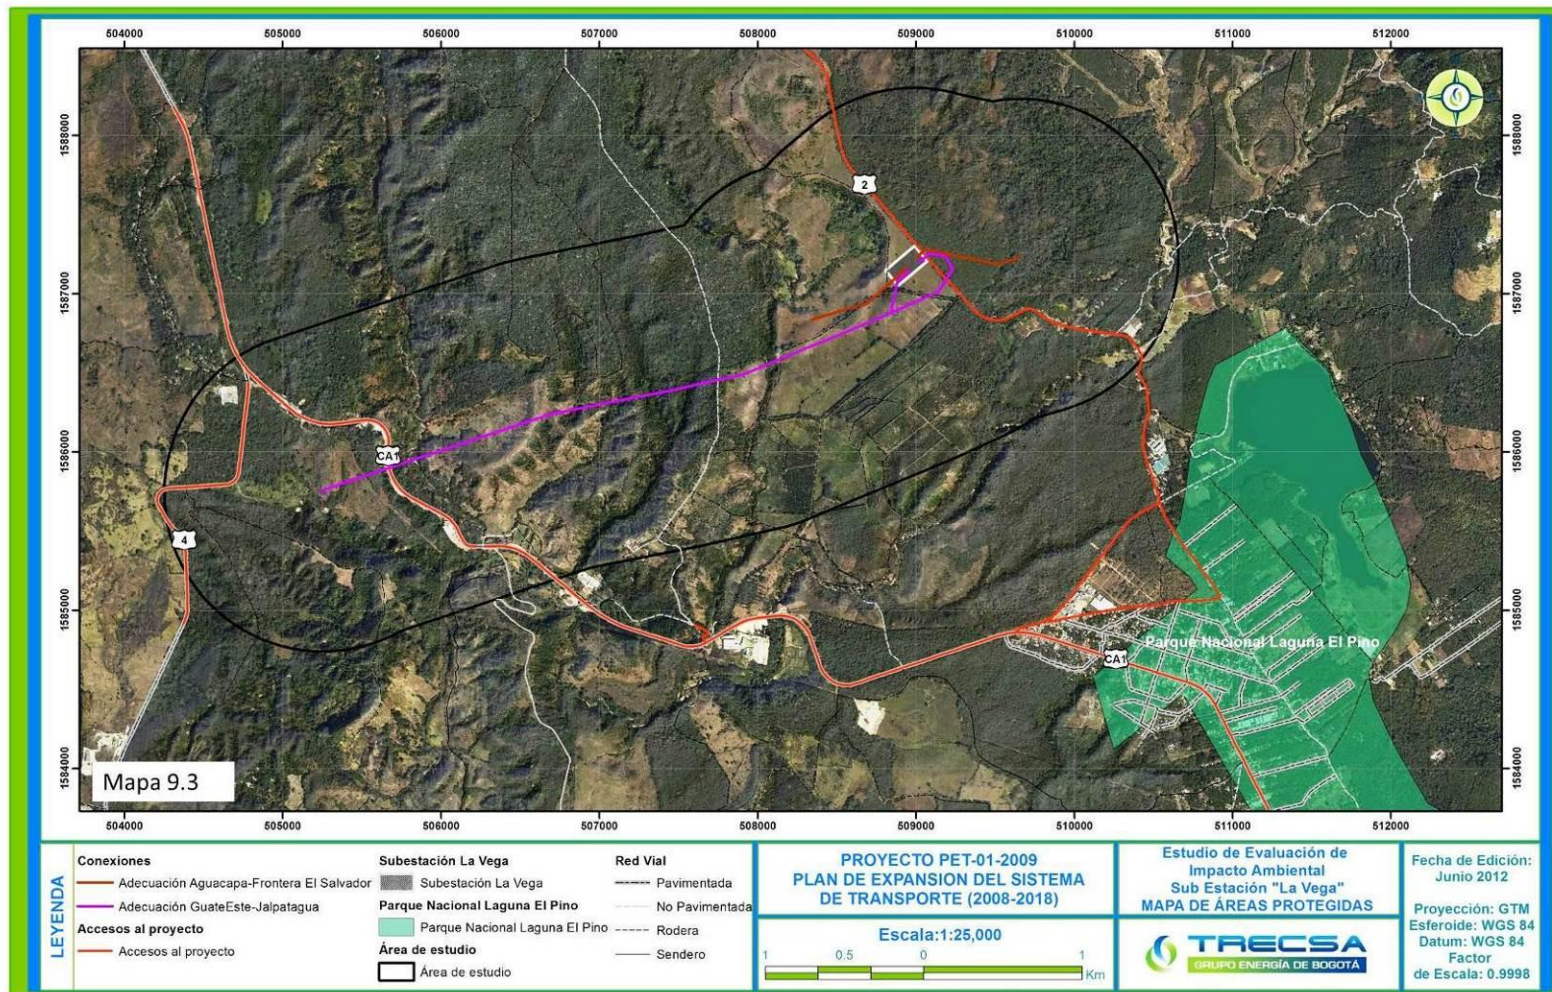 504000 505000 506000 507000 508000 509000 510000 511000 512000
1588000 1588000
2
1587000 1587000
1586000 1586000
CA1
4
1585000 1585000
Parque Nacional Laguna El Pino
CA1
1584000 1584000
Mapa 9.3
504000 505000 506000 507000 508000 509000 510000 511000 512000
LEYENDA
Conexiones
Adecuación Aguacapa-Frontera El Salvador
Adecuación GuateEste-Jalpatagua
Accesos al proyecto
Accesos al proyecto
Subestación La Vega
Subestación La Vega
Parque Nacional Laguna El Pino
Parque Nacional Laguna El Pino
Área de estudio
Área de estudio
Red Vial
Pavimentada
No Pavimentada
Rodera
Sendero
PROYECTO PET-01-2009
PLAN DE EXPANSION DEL SISTEMA
DE TRANSPORTE (2008-2018)
Escala:1:25,000
1 0.5 0 1
Km
Estudio de Evaluación de
Impacto Ambiental
Sub Estación "La Vega"
MAPA DE ÁREAS PROTEGIDAS
TRECSA
GRUPO ENERGÍA DE BOGOTÁ
Fecha de Edición:
Junio 2012
Proyección: GTM
Esferoide: WGS 84
Datum: WGS 84
Factor
de Escala: 0.9998